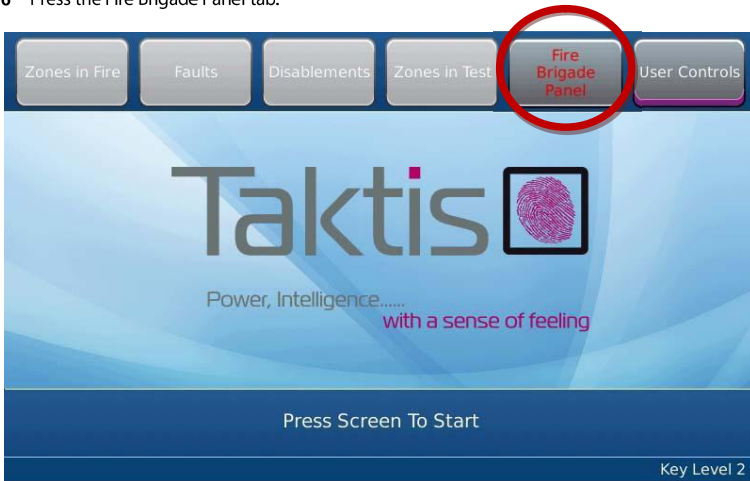 6 Press the Fire Brigade Panel tab.
Zones in Fire
Faults
Disablements
Zones in Test
Fire
Brigade
Panel
User Controls
Taktis
Power, Intelligence......
with a sense of feeling
Press Screen To Start
Key Level 2